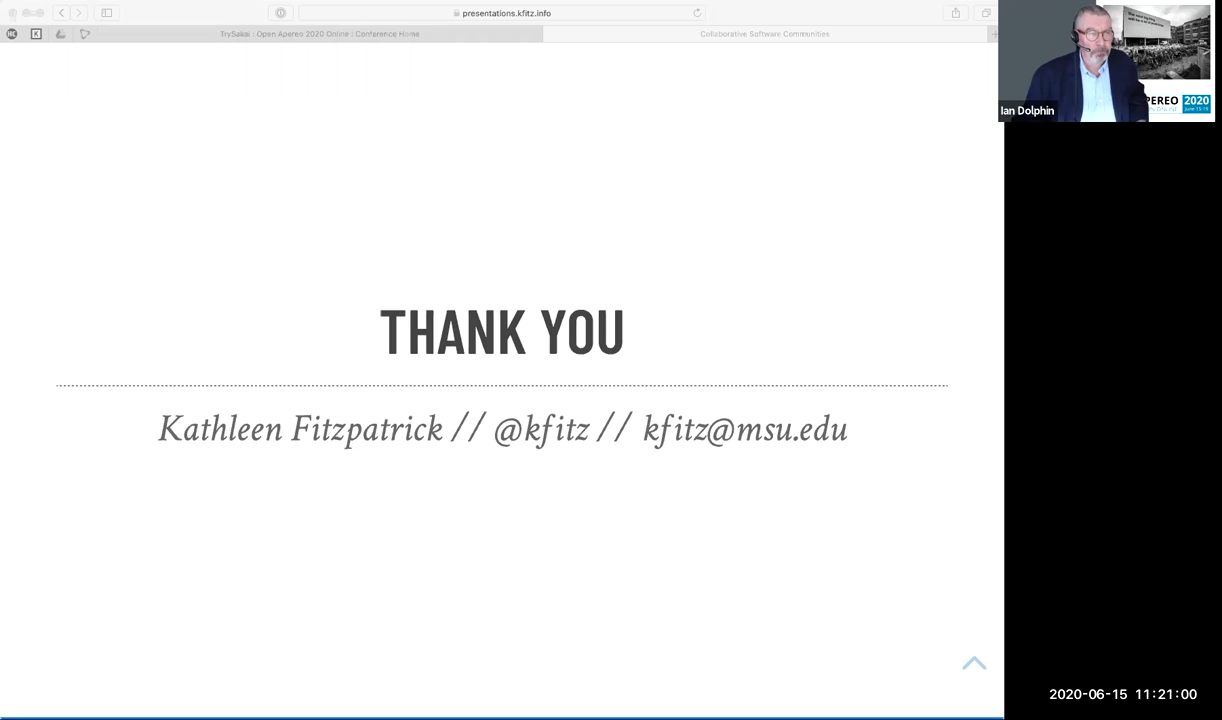 presentations.kfitz.info
TrySakai : Open Apereo 2020 Online : Conference Home
Collaborative Software Communities
Ian Dolphin
PEREO 2020
THANK YOU
Kathleen Fitzpatrick // @kfitz // kfitz@msu.edu
2020-06-15 11:21:00